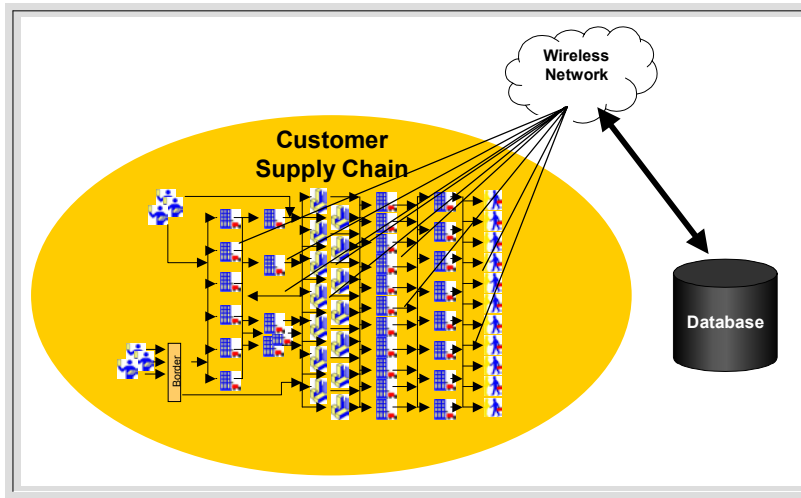 Wireless
Network
Customer
Supply Chain
Database
Border